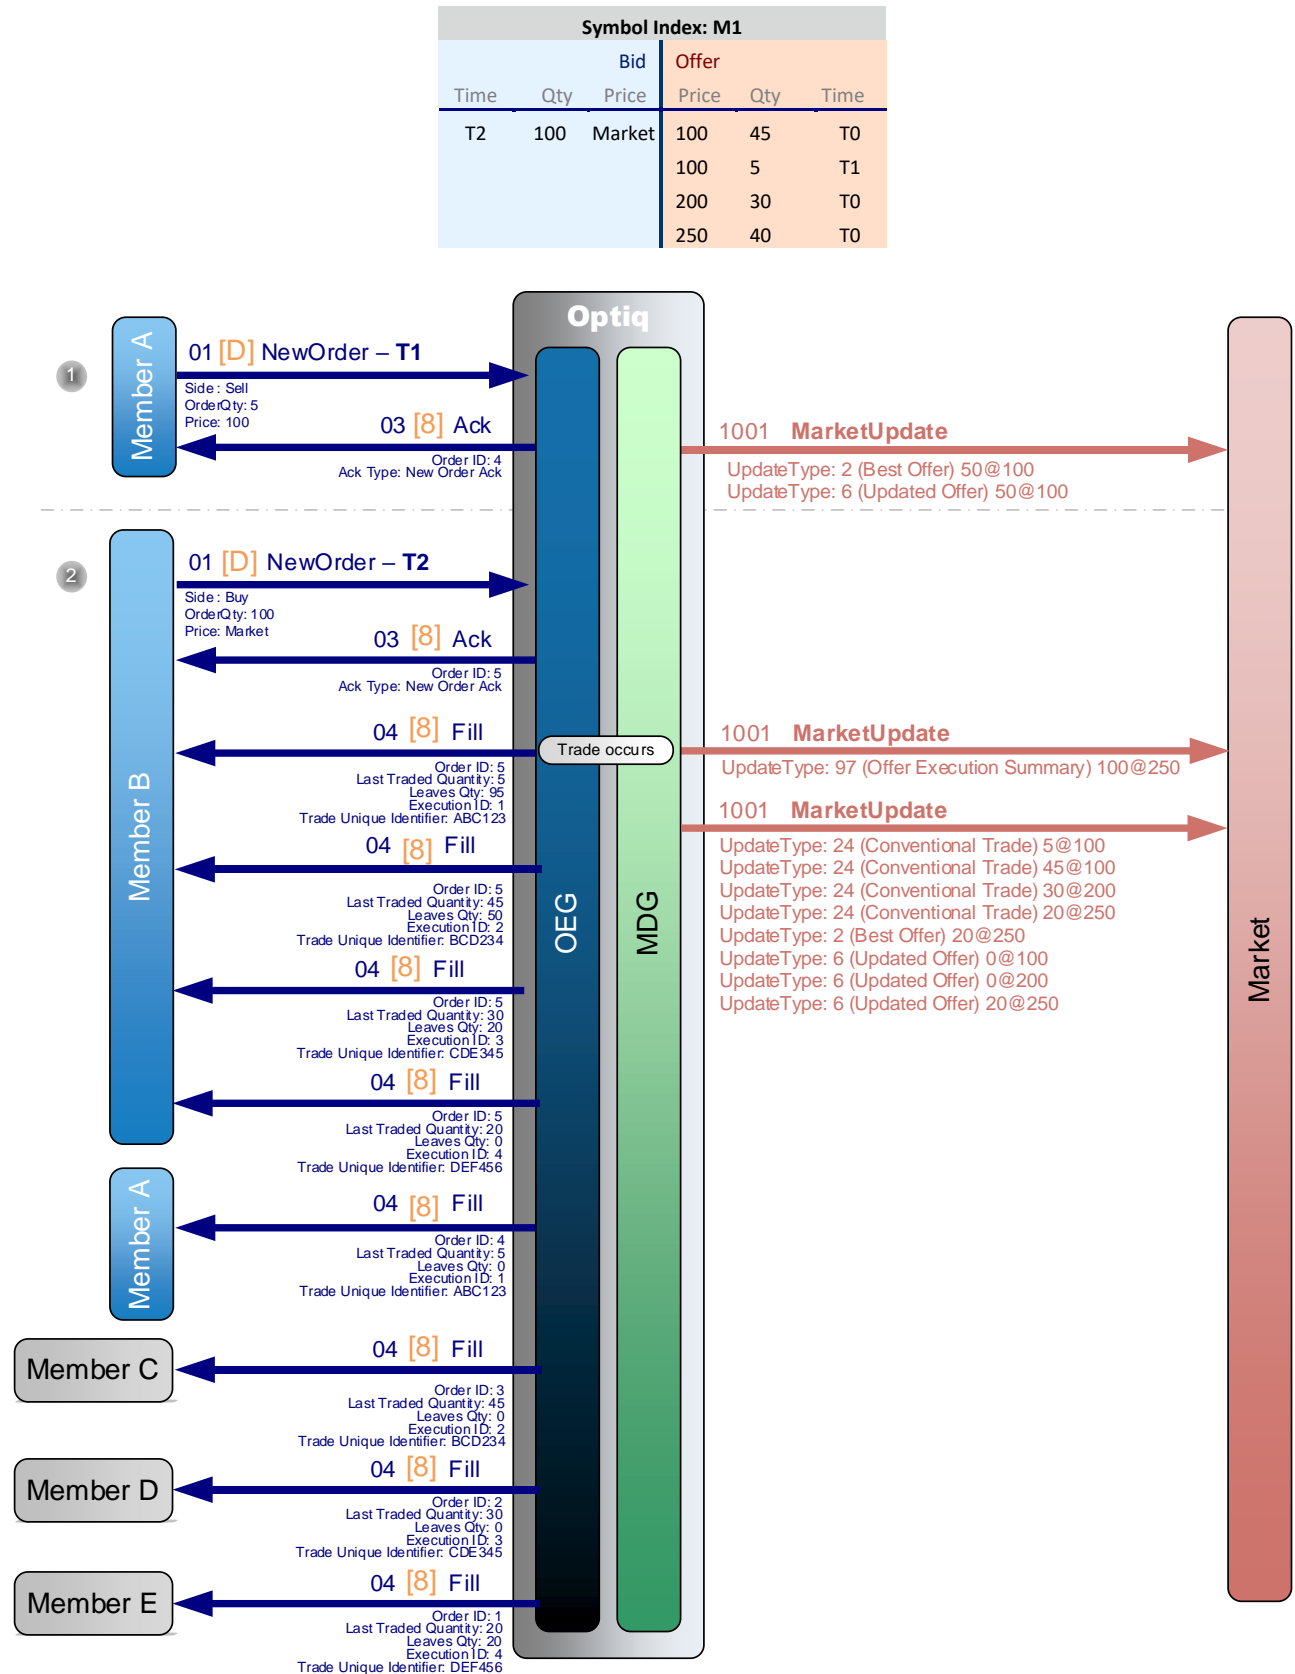 Symbol Index: M1
Bid Offer
Time Qty Price Price Qty Time
T2 100 Market 100 45 T0
100 5 T1
200 30 T0
250 40 T0
Optiq
Member A
1
01 [D] NewOrder – T1
Side : Sell
OrderQty: 5
Price: 100
03 [8] Ack
Order ID: 4
Ack Type: New Order Ack
1001 MarketUpdate
UpdateType: 2 (Best Offer) 50@100
UpdateType: 6 (Updated Offer) 50@100
2
Member B
01 [D] NewOrder – T2
Side : Buy
OrderQty: 100
Price: Market
03 [8] Ack
Order ID: 5
Ack Type: New Order Ack
04 [8] Fill
Order ID: 5
Last Traded Quantity: 5
Leaves Qty: 95
Execution ID: 1
Trade Unique Identifier: ABC123
Trade occurs
1001 MarketUpdate
UpdateType: 97 (Offer Execution Summary) 100@250
1001 MarketUpdate
UpdateType: 24 (Conventional Trade) 5@100
UpdateType: 24 (Conventional Trade) 45@100
UpdateType: 24 (Conventional Trade) 30@200
UpdateType: 24 (Conventional Trade) 20@250
UpdateType: 2 (Best Offer) 20@250
UpdateType: 6 (Updated Offer) 0@100
UpdateType: 6 (Updated Offer) 0@200
UpdateType: 6 (Updated Offer) 20@250
04 [8] Fill
Order ID: 5
Last Traded Quantity: 45
Leaves Qty: 50
Execution ID: 2
Trade Unique Identifier: BCD234
OEG
MDG
Market
04 [8] Fill
Order ID: 5
Last Traded Quantity: 30
Leaves Qty: 20
Execution ID: 3
Trade Unique Identifier: CDE345
04 [8] Fill
Order ID: 5
Last Traded Quantity: 20
Leaves Qty: 0
Execution ID: 4
Trade Unique Identifier: DEF456
Member A
04 [8] Fill
Order ID: 4
Last Traded Quantity: 5
Leaves Qty: 0
Execution ID: 1
Trade Unique Identifier: ABC123
Member C
04 [8] Fill
Order ID: 3
Last Traded Quantity: 45
Leaves Qty: 0
Execution ID: 2
Trade Unique Identifier: BCD234
Member D
04 [8] Fill
Order ID: 2
Last Traded Quantity: 30
Leaves Qty: 0
Execution ID: 3
Trade Unique Identifier: CDE345
Member E
04 [8] Fill
Order ID: 1
Last Traded Quantity: 20
Leaves Qty: 20
Execution ID: 4
Trade Unique Identifier: DEF456